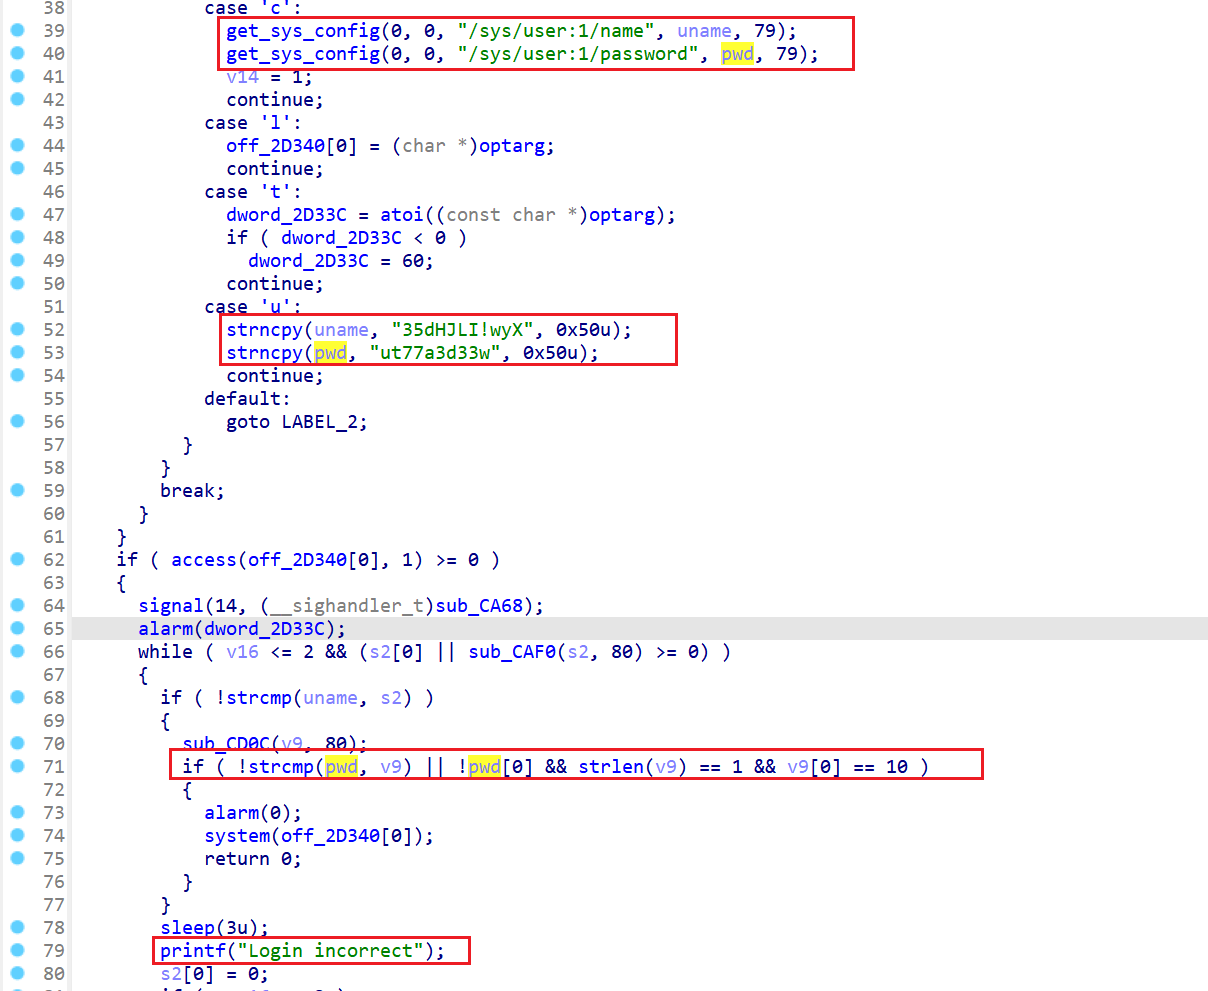 38 case 'c':
39 get_sys_config(0, 0, "/sys/user:1/name", uname, 79);
40 get_sys_config(0, 0, "/sys/user:1/password", pwd, 79);
41 v14 = 1;
42 continue;
43 case 'l':
44 off_2D340[0] = (char *)optarg;
45 continue;
46 case 't':
47 dword_2D33C = atoi((const char *)optarg);
48 if ( dword_2D33C < 0 )
49 dword_2D33C = 60;
50 continue;
51 case 'u':
52 strncpy(uname, "35dHJLI!wyX", 0x50u);
53 strncpy(pwd, "ut77a3d33w", 0x50u);
54 continue;
55 default:
56 goto LABEL_2;
57 }
58 }
59 break;
60 }
61 }
62 if ( access(off_2D340[0], 1) >= 0 )
63 {
64 signal(14, (__sighandler_t)sub_CA68);
65 alarm(dword_2D33C);
66 while ( v16 <= 2 && (s2[0] || sub_CAF0(s2, 80) >= 0) )
67 {
68 if ( !strcmp(uname, s2) )
69 {
70 sub_CD0C(v9, 80);
71 if ( !strcmp(pwd, v9) || !pwd[0] && strlen(v9) == 1 && v9[0] == 10 )
72 {
73 alarm(0);
74 system(off_2D340[0]);
75 return 0;
76 }
77 }
78 sleep(3u);
79 printf("Login incorrect");
80 s2[0] = 0;